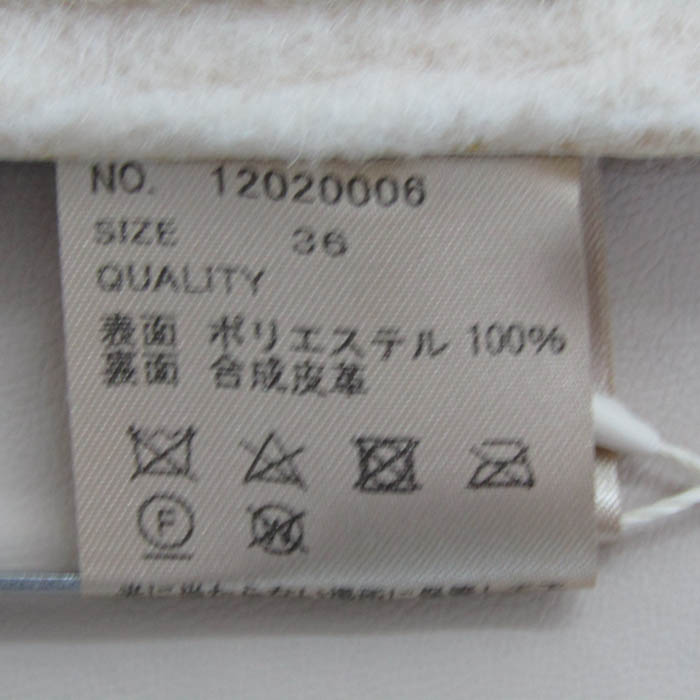 NO. 12020006
SIZE 36
QUALITY
表面 ポリエステル 100%
裏面 合成皮革
F
W